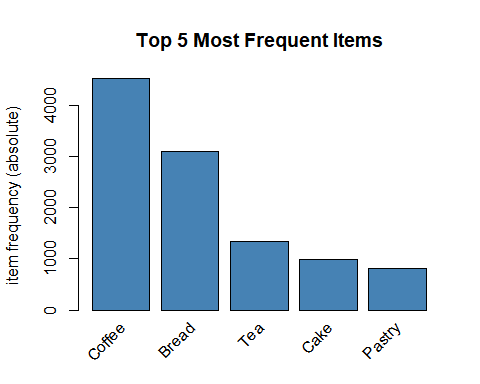 Top 5 Most Frequent Items
item frequency (absolute)
4000
3000
2000
1000
0
Coffee
Bread
Tea
Cake
Pastry